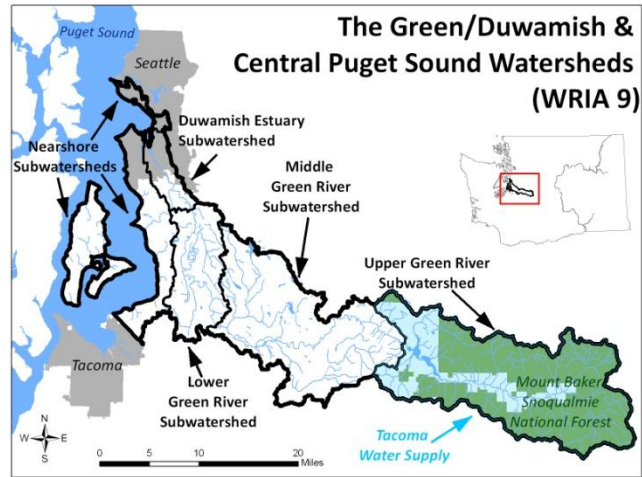 The Green/Duwamish &
Central Puget Sound Watersheds
(WRIA 9)
Puget Sound
Seattle
Nearshore
Subwatersheds
Duwamish Estuary
Subwatershed
Middle
Green River
Subwatershed
Upper Green River
Subwatershed
Tacoma
Lower
Green River
Subwatershed
Mount Baker
Snoqualmie
National Forest
Tacoma
Water Supply
N
W
E
S
0
5
10
20
Miles